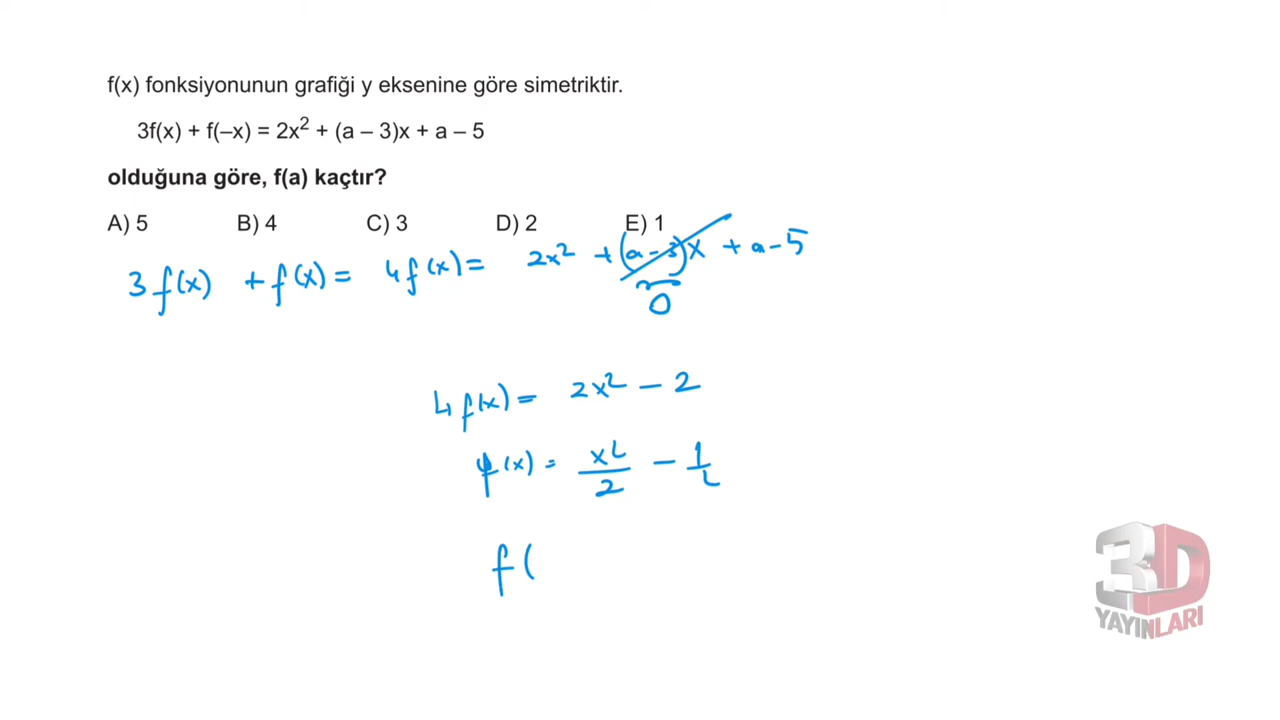 f(x) fonksiyonunun grafiği y eksenine göre simetriktir.
3f(x) + f(–x) = 2x² + (a – 3)x + a – 5
olduğuna göre, f(a) kaçtır?
A) 5 B) 4 C) 3 D) 2 E) 1
3f(x) + f(x) = 4f(x) = 2x² + (a – 3)x + a – 5
0
4f(x) = 2x² – 2
f(x) = x²/2 – 1/2
f(
3D
YAYINLARI